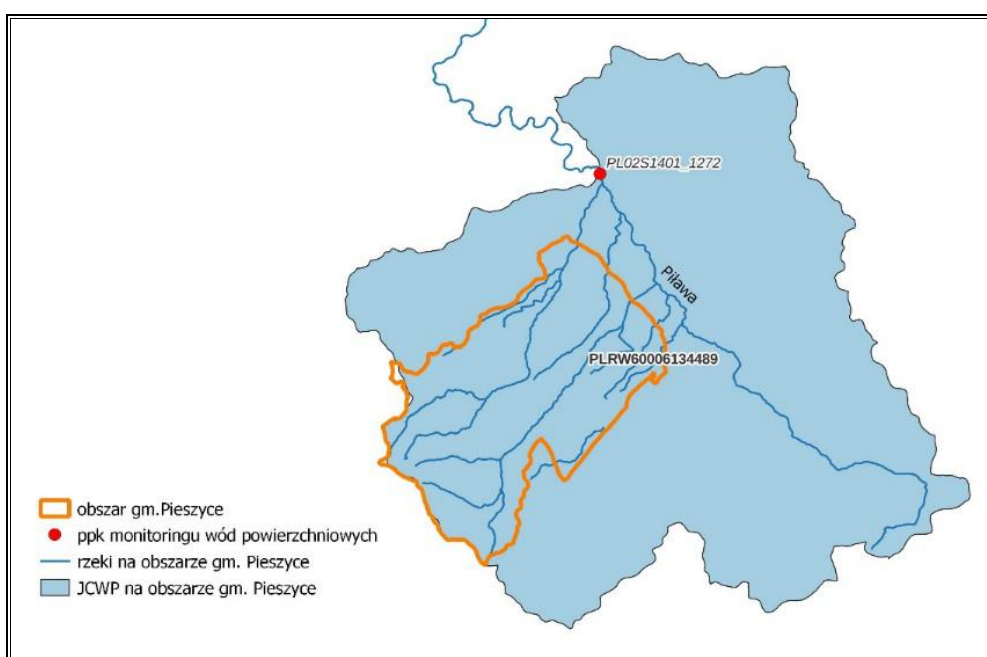 PL02S1401_1272
Piława
PLRW60006134489
obszar gm.Pieszyce
ppk monitoringu wód powierzchniowych
rzeki na obszarze gm. Pieszyce
JCWP na obszarze gm. Pieszyce